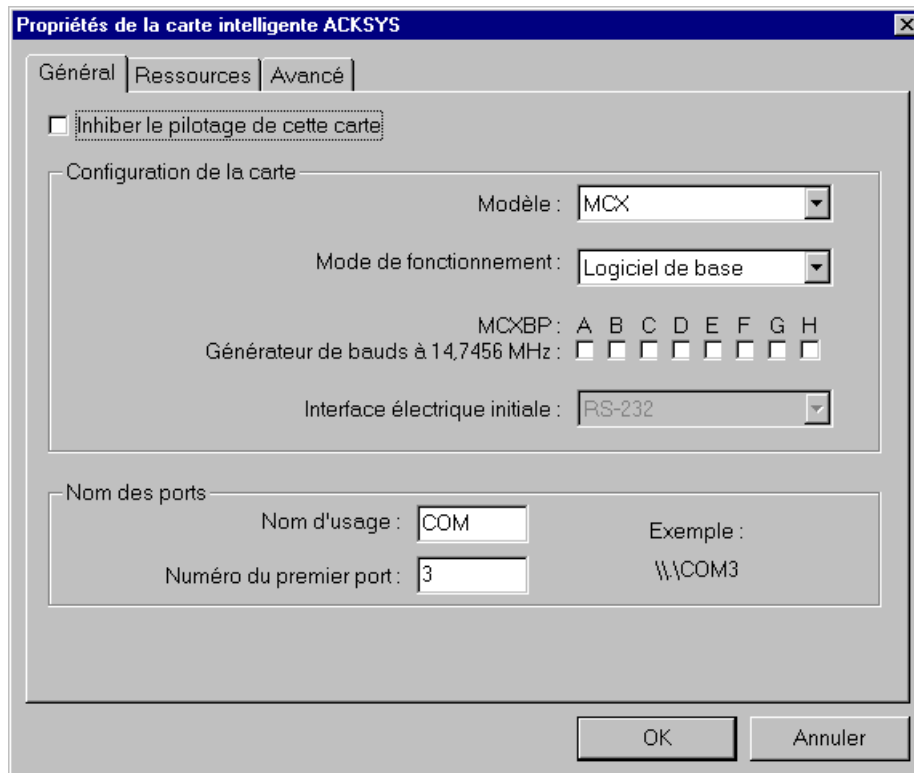 Propriétés de la carte intelligente ACKSYS
Général Ressources Avancé
Inhiber le pilotage de cette carte
Configuration de la carte
Modèle : MCX
Mode de fonctionnement : Logiciel de base
MCXBP : A B C D E F G H
Générateur de bauds à 14,7456 MHz :
Interface électrique initiale : RS-232
Nom des ports
Nom d'usage : COM Exemple :
Numéro du premier port : 3 \\.\COM3
OK Annuler